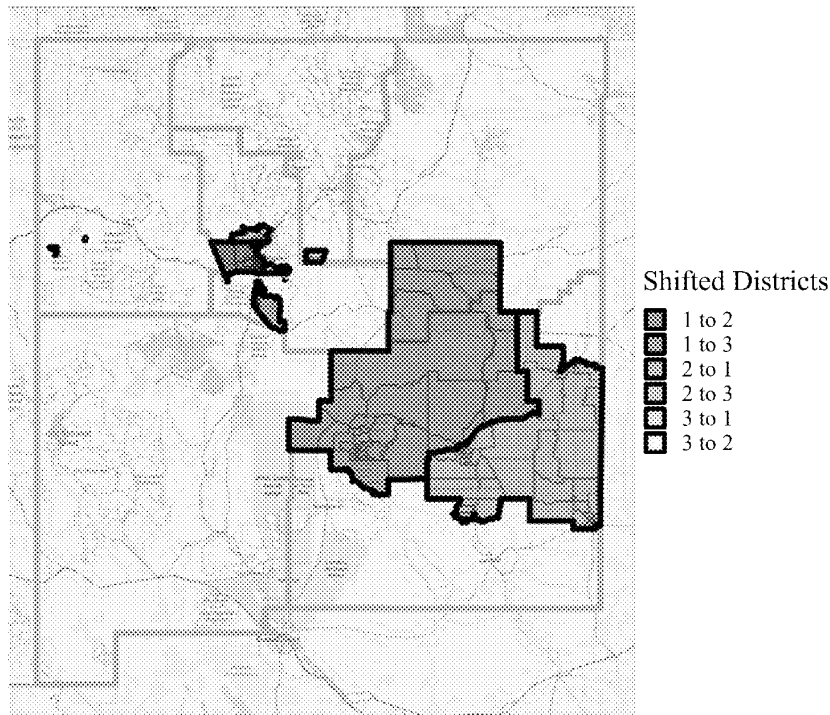 Shifted Districts
1 to 2
1 to 3
2 to 1
2 to 3
3 to 1
3 to 2